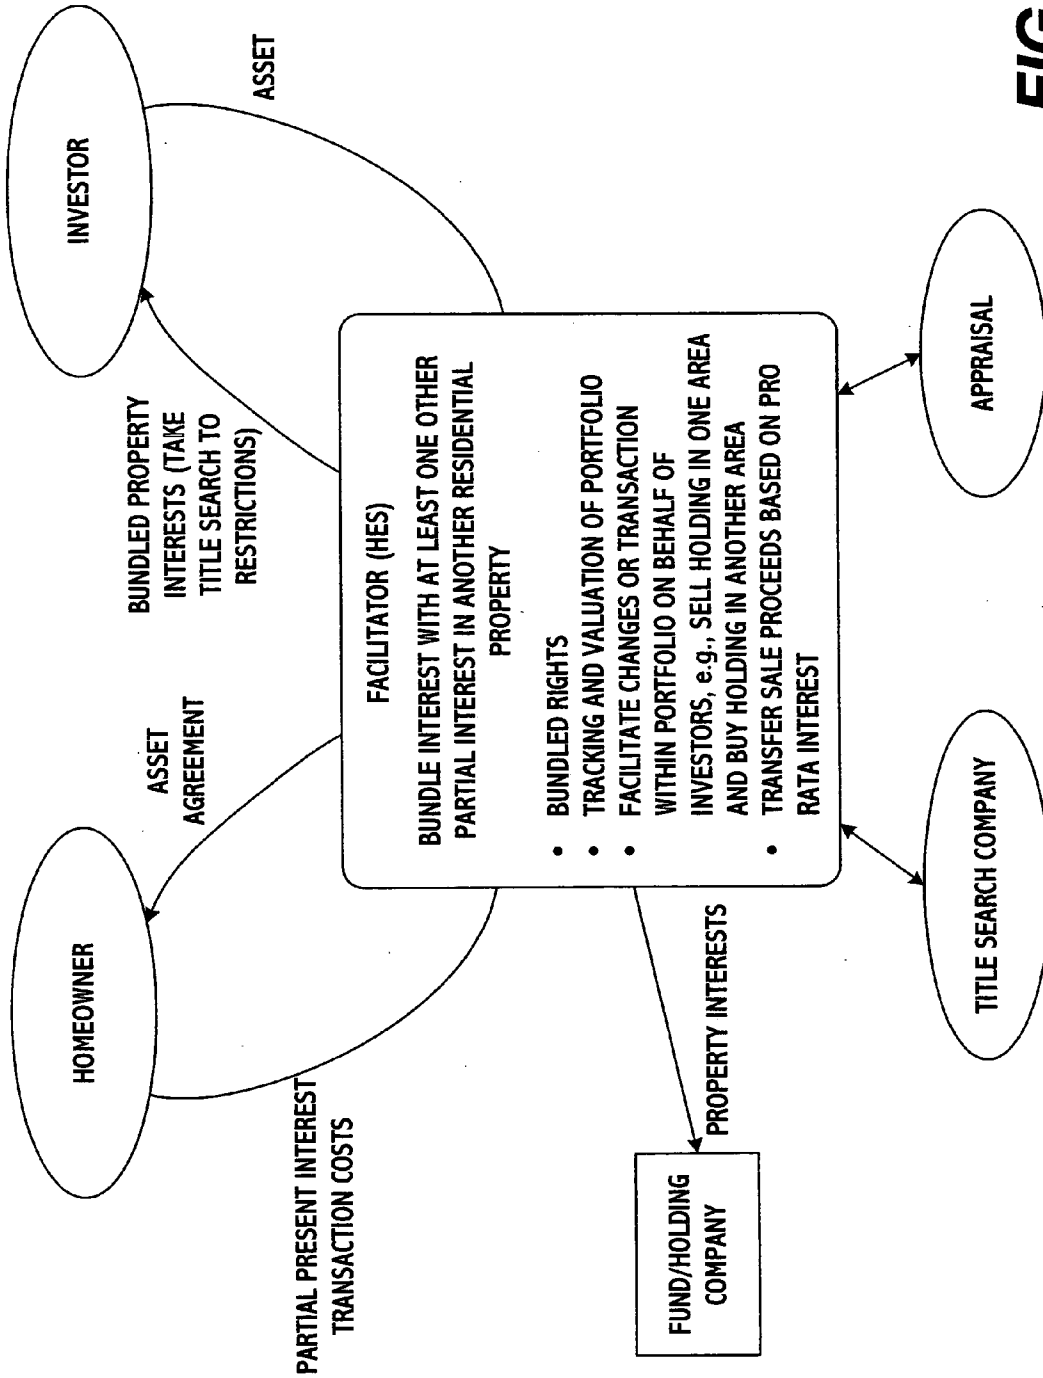 HOMEOWNER
INVESTOR
ASSET
AGREEMENT
BUNDLED PROPERTY
INTERESTS (TAKE
TITLE SEARCH TO
RESTRICTIONS)
ASSET
PARTIAL PRESENT INTEREST
TRANSACTION COSTS
FACILITATOR (HES)
BUNDLE INTEREST WITH AT LEAST ONE OTHER
PARTIAL INTEREST IN ANOTHER RESIDENTIAL
PROPERTY
• BUNDLED RIGHTS
• TRACKING AND VALUATION OF PORTFOLIO
• FACILITATE CHANGES OR TRANSACTION
WITHIN PORTFOLIO ON BEHALF OF
INVESTORS, e.g., SELL HOLDING IN ONE AREA
AND BUY HOLDING IN ANOTHER AREA
• TRANSFER SALE PROCEEDS BASED ON PRO
RATA INTEREST
PROPERTY INTERESTS
FUND/HOLDING
COMPANY
TITLE SEARCH COMPANY
APPRAISAL
FIG